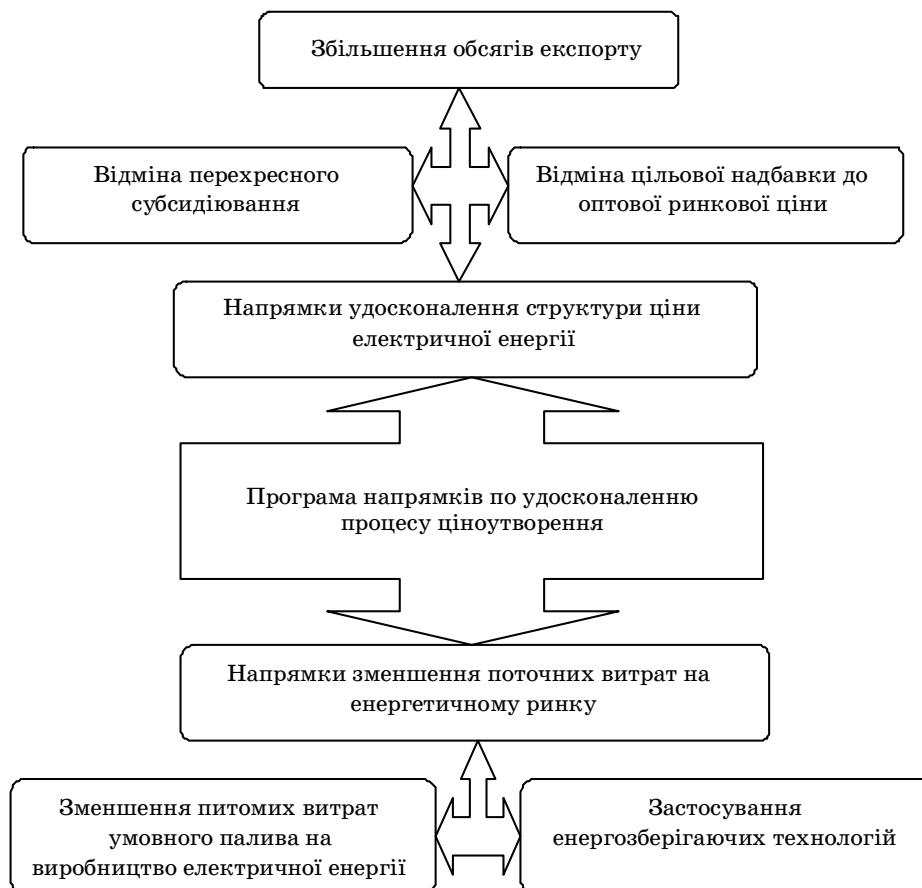 Збільшення обсягів експорту
Відміна перехресного
субсидіювання
Відміна цільової надбавки до
оптової ринкової ціни
Напрямки удосконалення структури ціни
електричної енергії
Програма напрямків по удосконаленню
процесу ціноутворення
Напрямки зменшення поточних витрат на
енергетичному ринку
Зменшення питомих витрат
умовного палива на
виробництво електричної енергії
Застосування
енергозберігаючих технологій